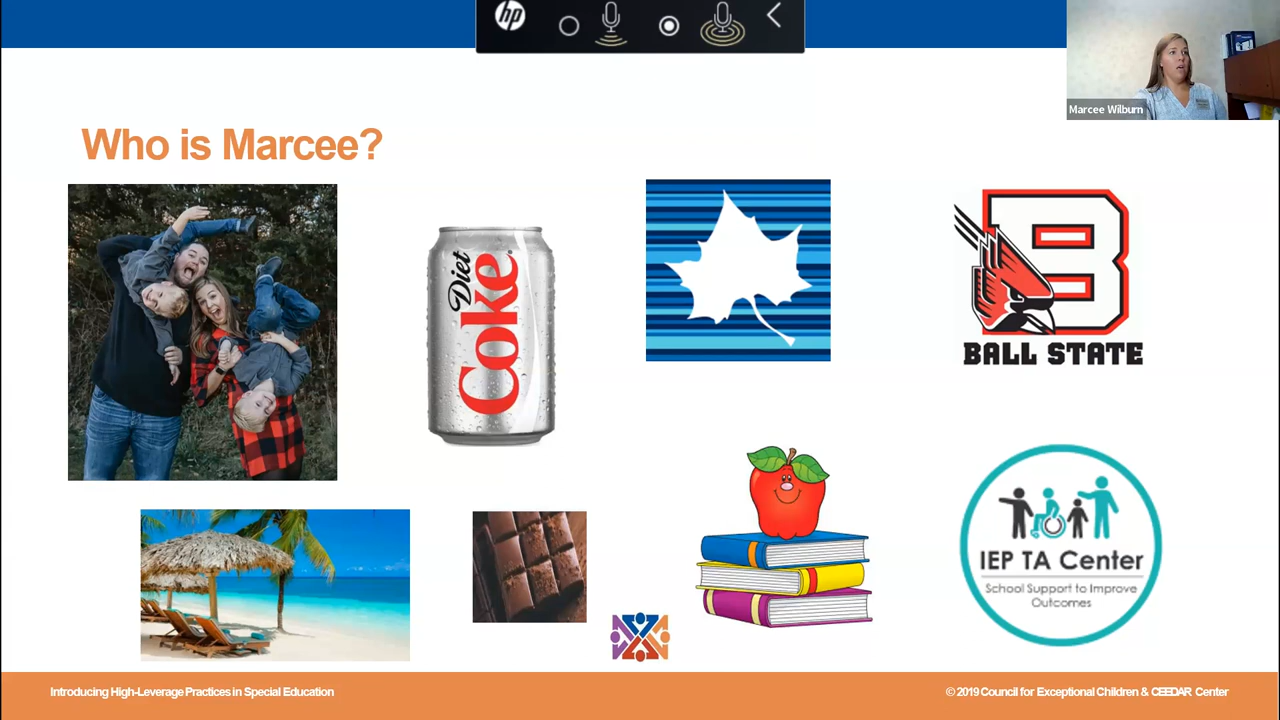 hp
Marcee Wilburn
Who is Marcee?
Diet
Coke
B
BALL STATE
IEP TA Center
School Support to Improve
Outcomes
Introducing High-Leverage Practices in Special Education
© 2019 Council for Exceptional Children & CEEDAR Center